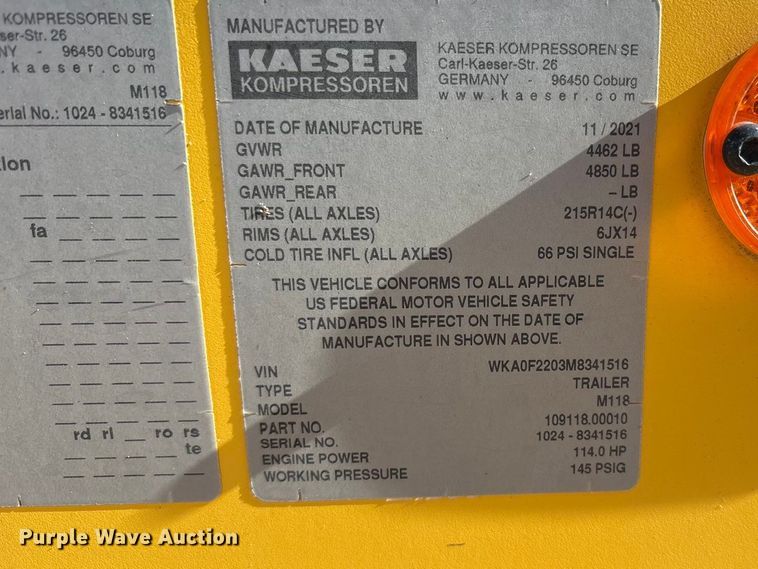 KOMPRESSOREN SE
ser-Str. 26
NY - 96450 Coburg
.kaeser.com
M118
erial No.: 1024 - 8341516
xion
fa
rd rl ro rs
te
MANUFACTURED BY
KAESER
KOMPRESSOREN
KAESER KOMPRESSOREN SE
Carl-Kaeser-Str. 26
GERMANY - 96450 Coburg
www.kaeser.com
DATE OF MANUFACTURE 11 / 2021
GVWR 4462 LB
GAWR_FRONT 4850 LB
GAWR_REAR – LB
TIRES (ALL AXLES) 215R14C(-)
RIMS (ALL AXLES) 6JX14
COLD TIRE INFL (ALL AXLES) 66 PSI SINGLE
THIS VEHICLE CONFORMS TO ALL APPLICABLE
US FEDERAL MOTOR VEHICLE SAFETY
STANDARDS IN EFFECT ON THE DATE OF
MANUFACTURE IN SHOWN ABOVE.
VIN WKA0F2203M8341516
TYPE TRAILER
MODEL M118
PART NO. 109118.00010
SERIAL NO. 1024 - 8341516
ENGINE POWER 114.0 HP
WORKING PRESSURE 145 PSIG
Purple Wave Auction